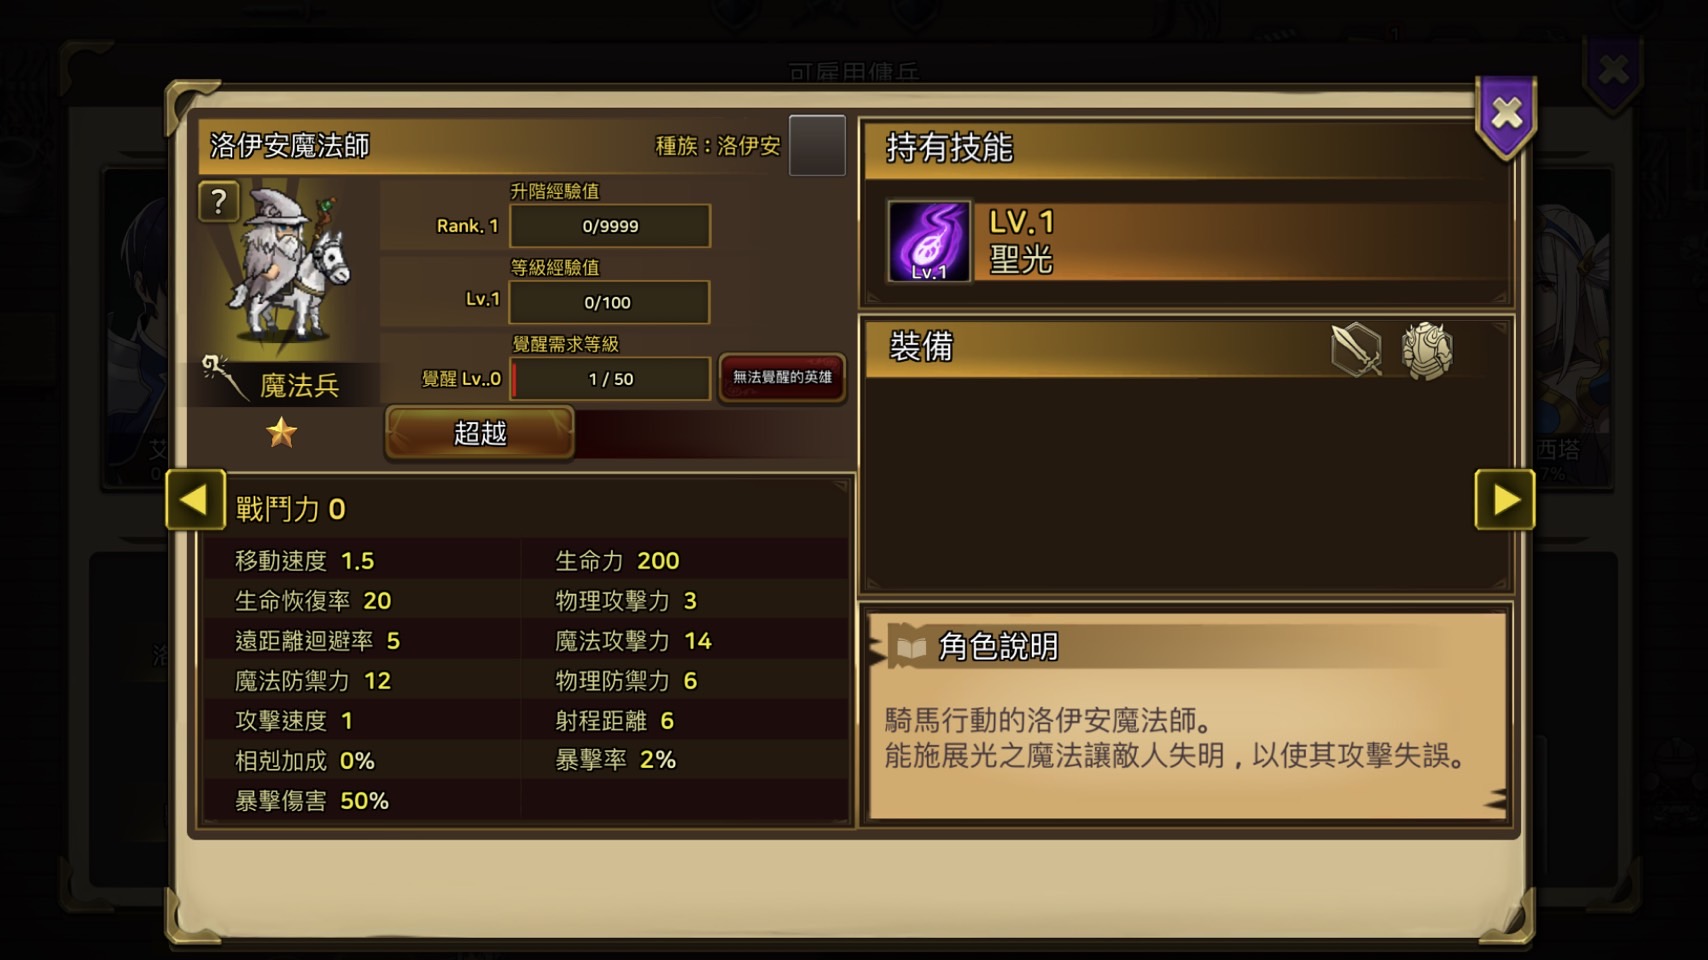 可雇用傭兵
洛伊安魔法師
種族：洛伊安
?
升階經驗值
Rank. 1
0/9999
等級經驗值
Lv.1
0/100
覺醒需求等級
覺醒 Lv..0
1 / 50
無法覺醒的英雄
魔法兵
超越
戰鬥力 0
移動速度 1.5
生命力 200
生命恢復率 20
物理攻擊力 3
遠距離迴避率 5
魔法攻擊力 14
魔法防禦力 12
物理防禦力 6
攻擊速度 1
射程距離 6
相剋加成 0%
暴擊率 2%
暴擊傷害 50%
持有技能
Lv.1
LV.1
聖光
裝備
角色說明
騎馬行動的洛伊安魔法師。
能施展光之魔法讓敵人失明，以使其攻擊失誤。
西塔
7%